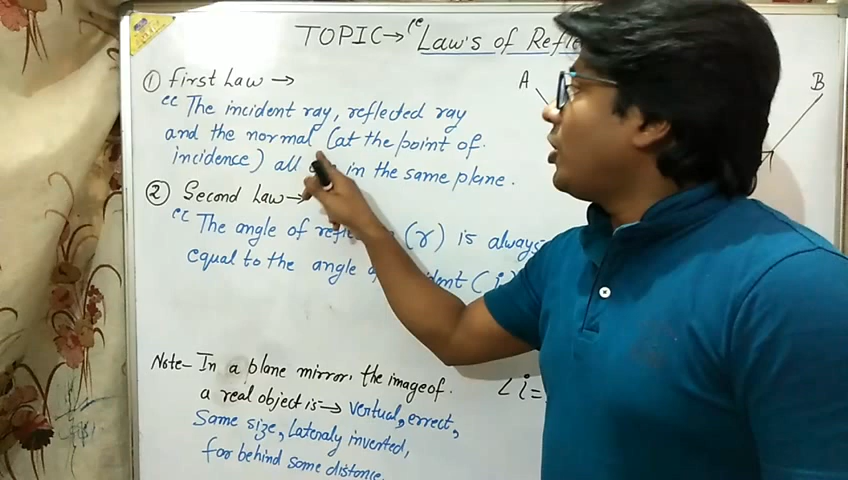 TOPIC→ "Law's of Refle
① First Law →
"The incident ray, reflected ray
and the normal (at the point of
incidence) all in the same plane.
② Second Law→
"The angle of (r) is always
equal to the angle (i)
A
B
∠i=
Note- In a plane mirror, the image of
a real object is→ vertual, errect,
Same size, Lateraly inverted,
for behind some distance.